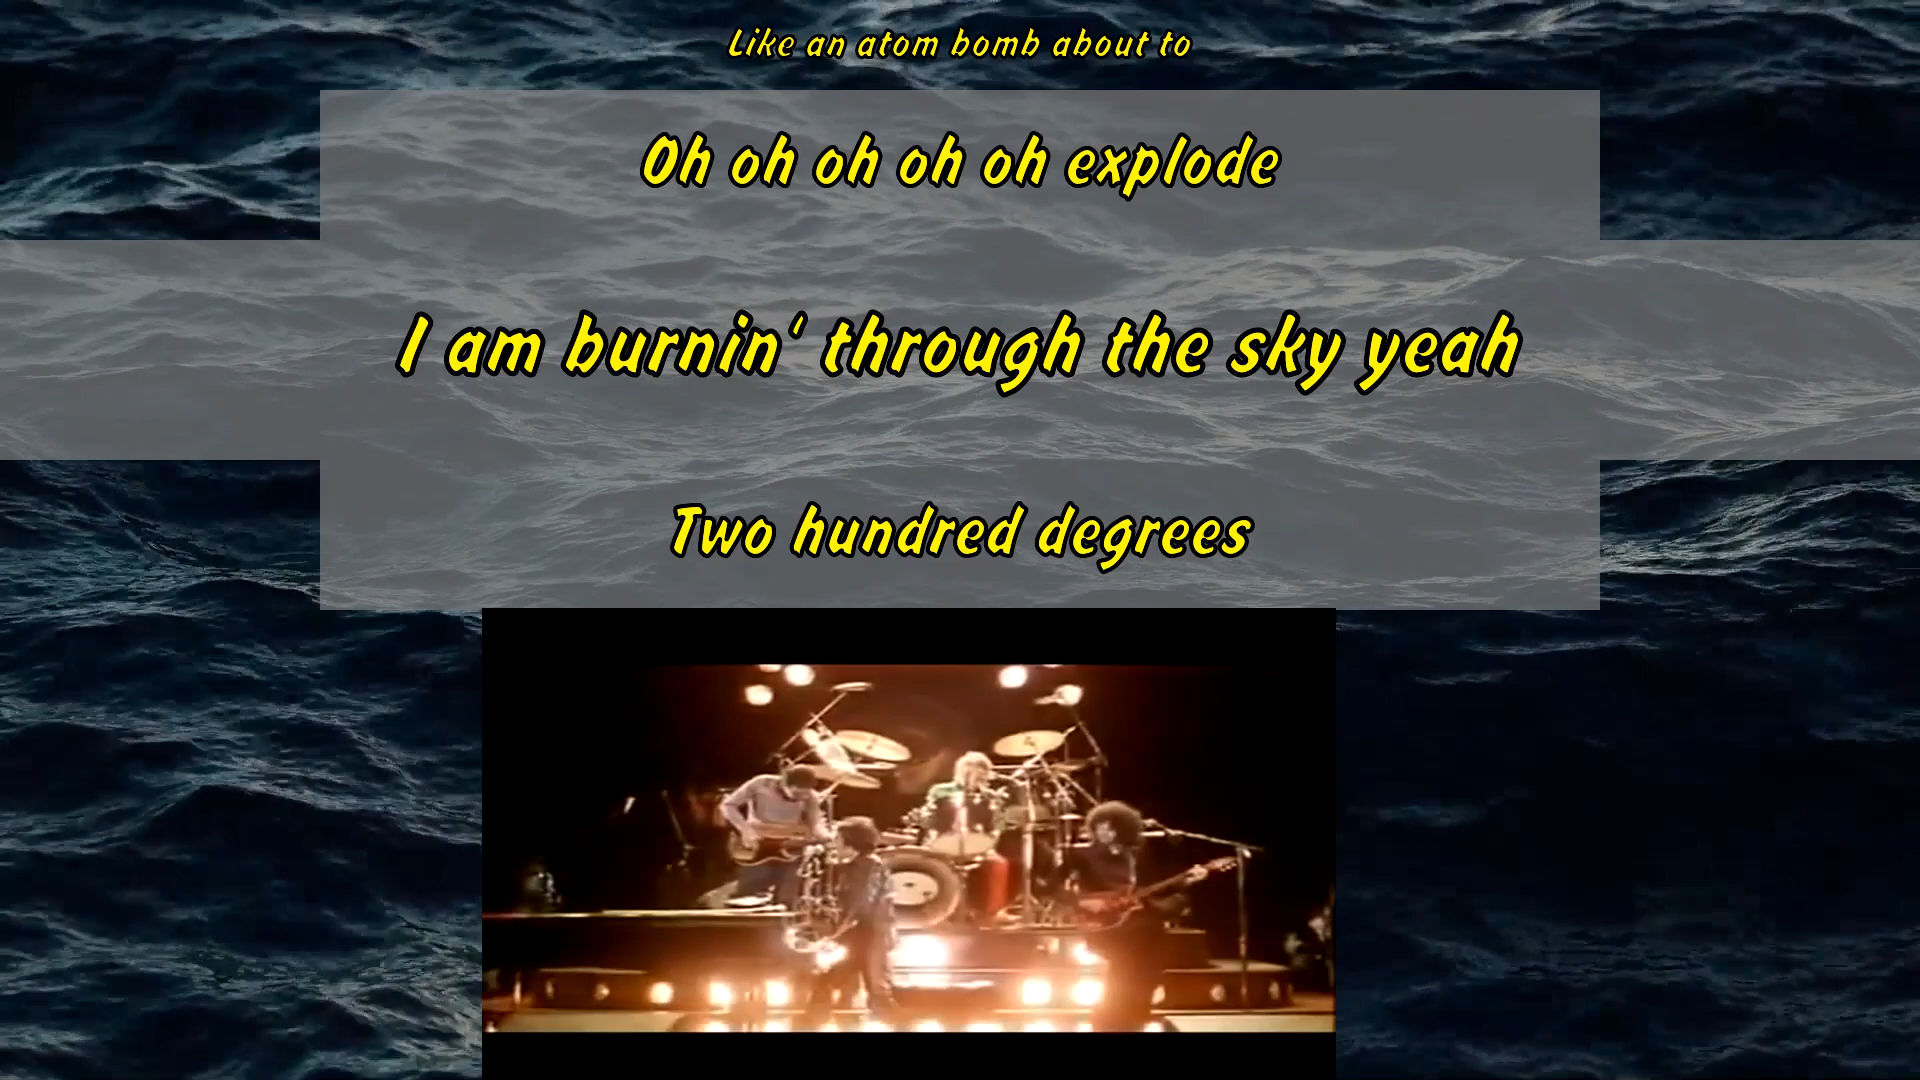 Like an atom bomb about to
Oh oh oh oh oh explode
I am burnin' through the sky yeah
Two hundred degrees